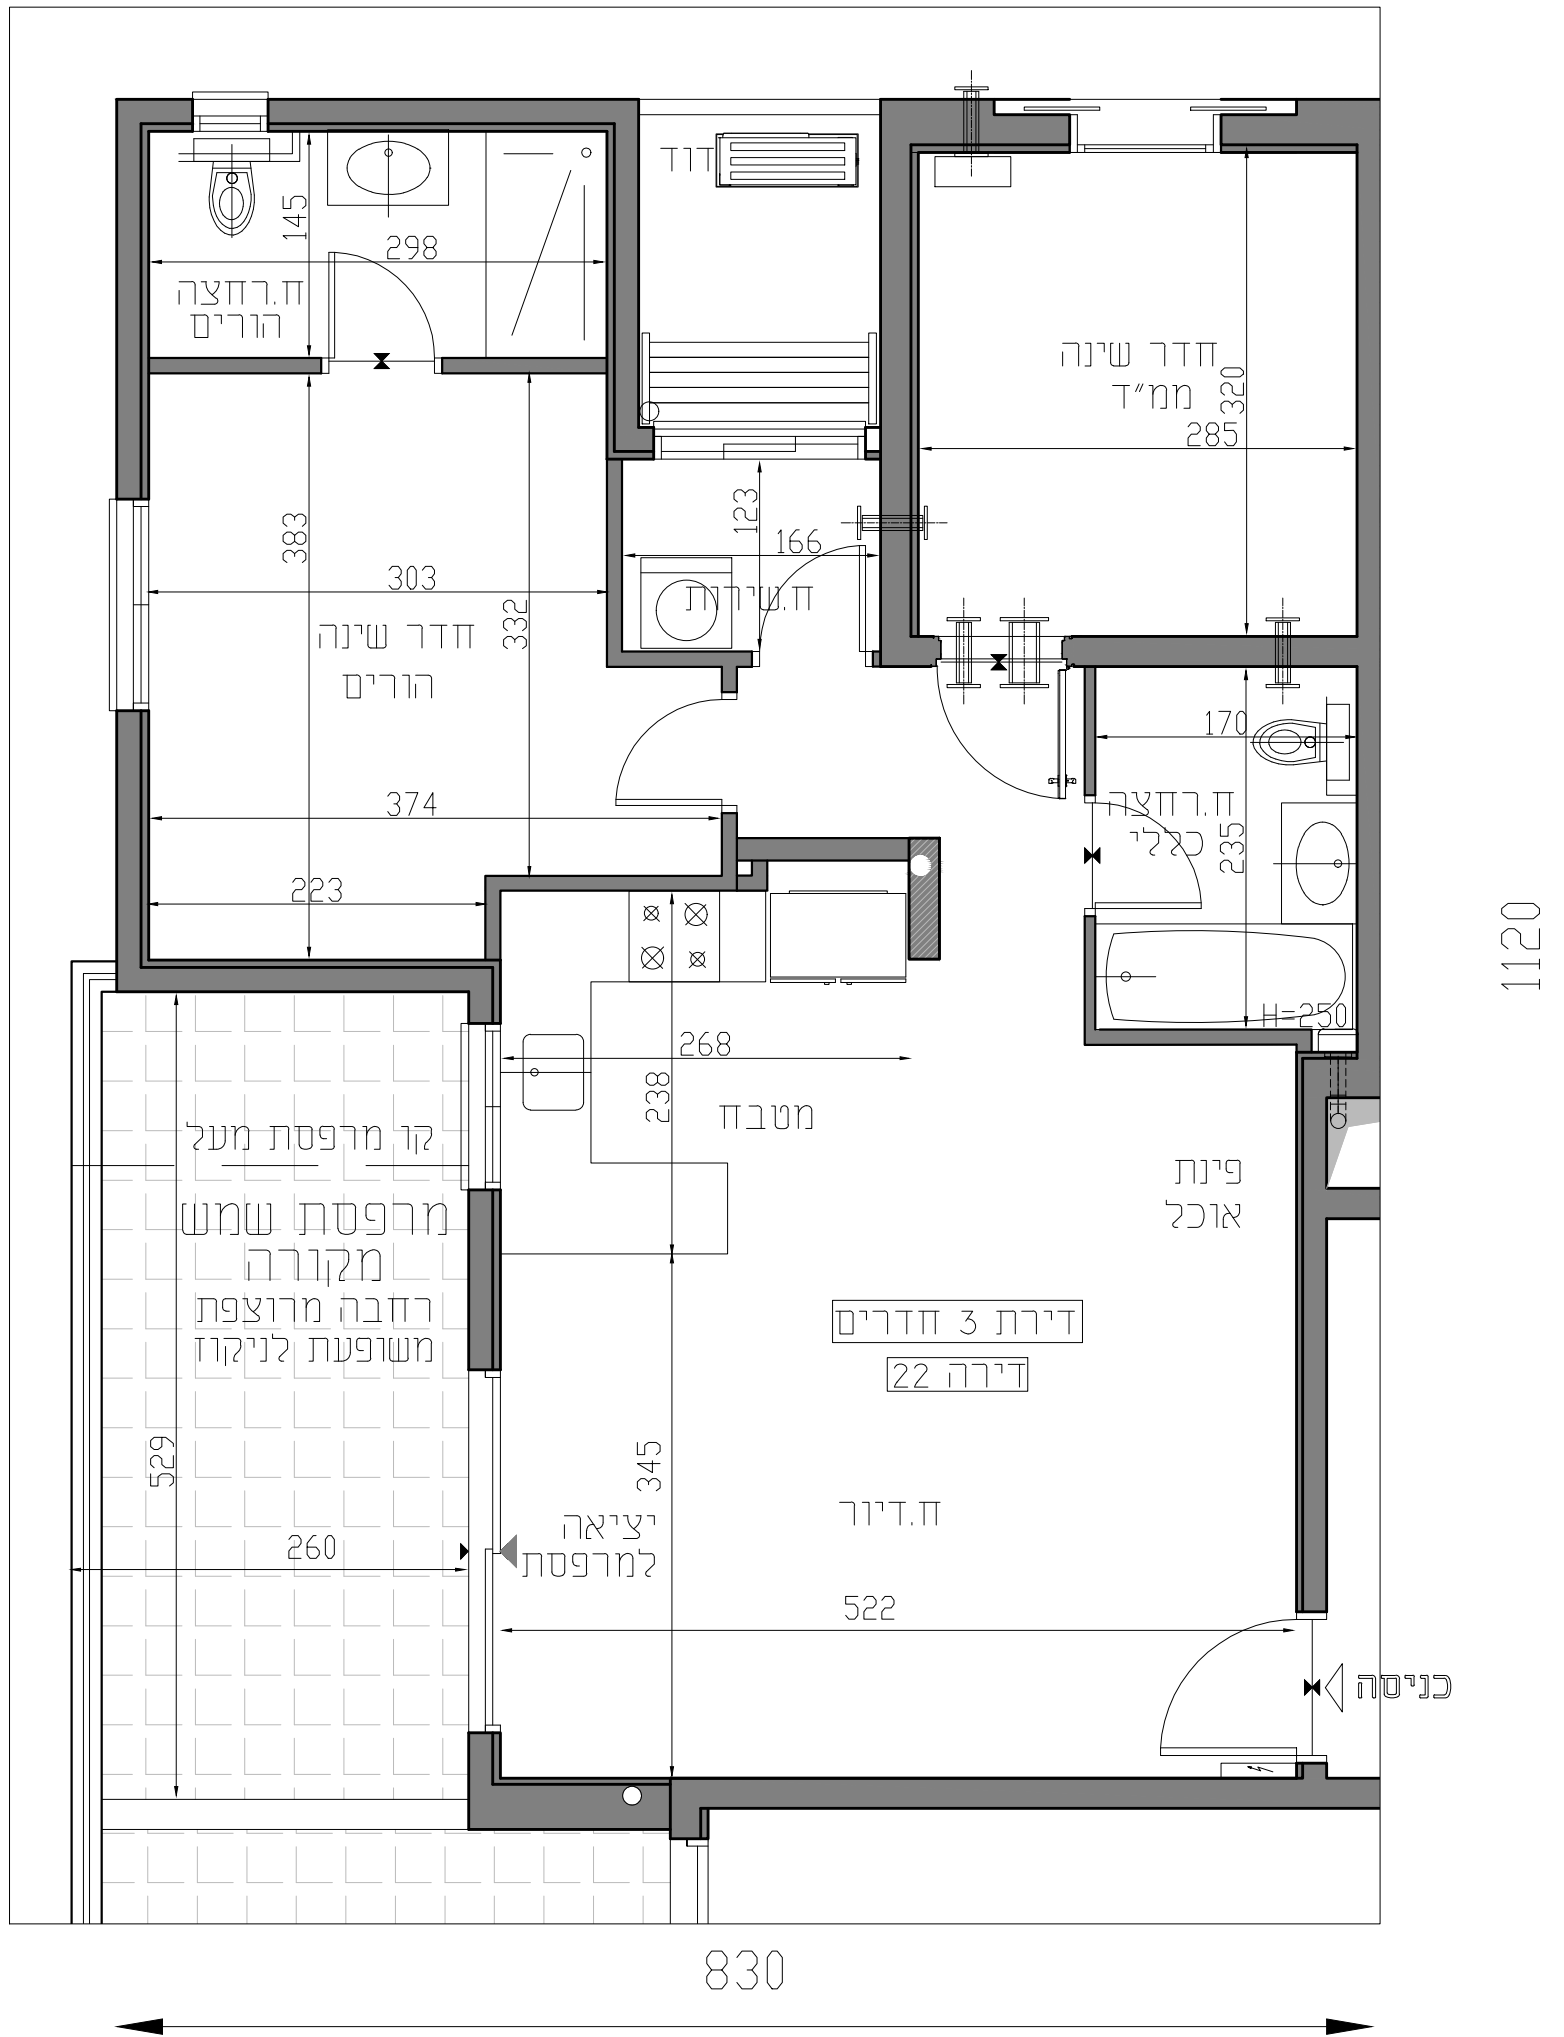 דוד
145
298
ח.רחצה
הורים
חדר שינה
ממ"ד
320
285
383
123
166
303
ח.שירות
332
חדר שינה
הורים
170
374
ח.רחצה
כללי
235
223
H=250
1120
268
238
מטבח
קו מרפסת מעל
פינת
אוכל
מרפסת שמש
מקורה
רחבה מרוצפת
משופעת לניקוז
דירת 3 חדרים
דירה 22
529
345
ח.דיור
יציאה
למרפסת
260
522
כניסה
830